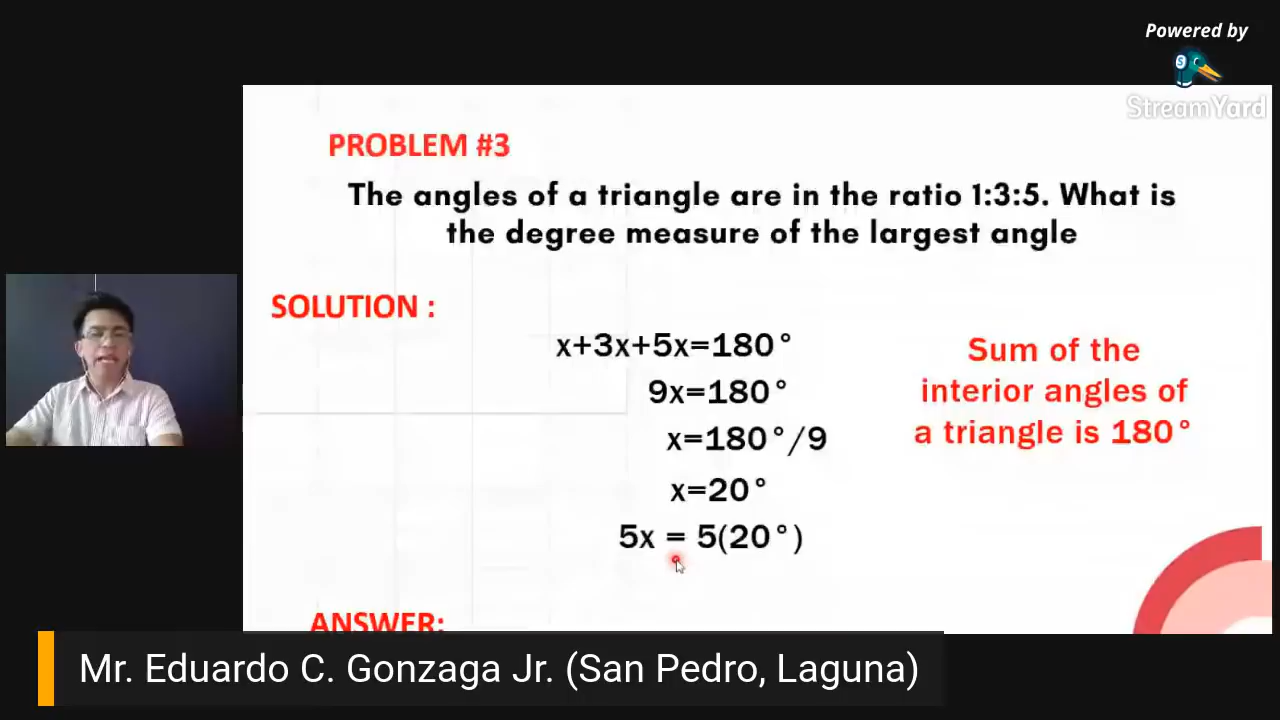 Powered by
StreamYard
PROBLEM #3
The angles of a triangle are in the ratio 1:3:5. What is
the degree measure of the largest angle
SOLUTION :
x+3x+5x=180°
9x=180°
x=180°/9
x=20°
5x = 5(20°)
Sum of the
interior angles of
a triangle is 180°
ANSWER:
Mr. Eduardo C. Gonzaga Jr. (San Pedro, Laguna)